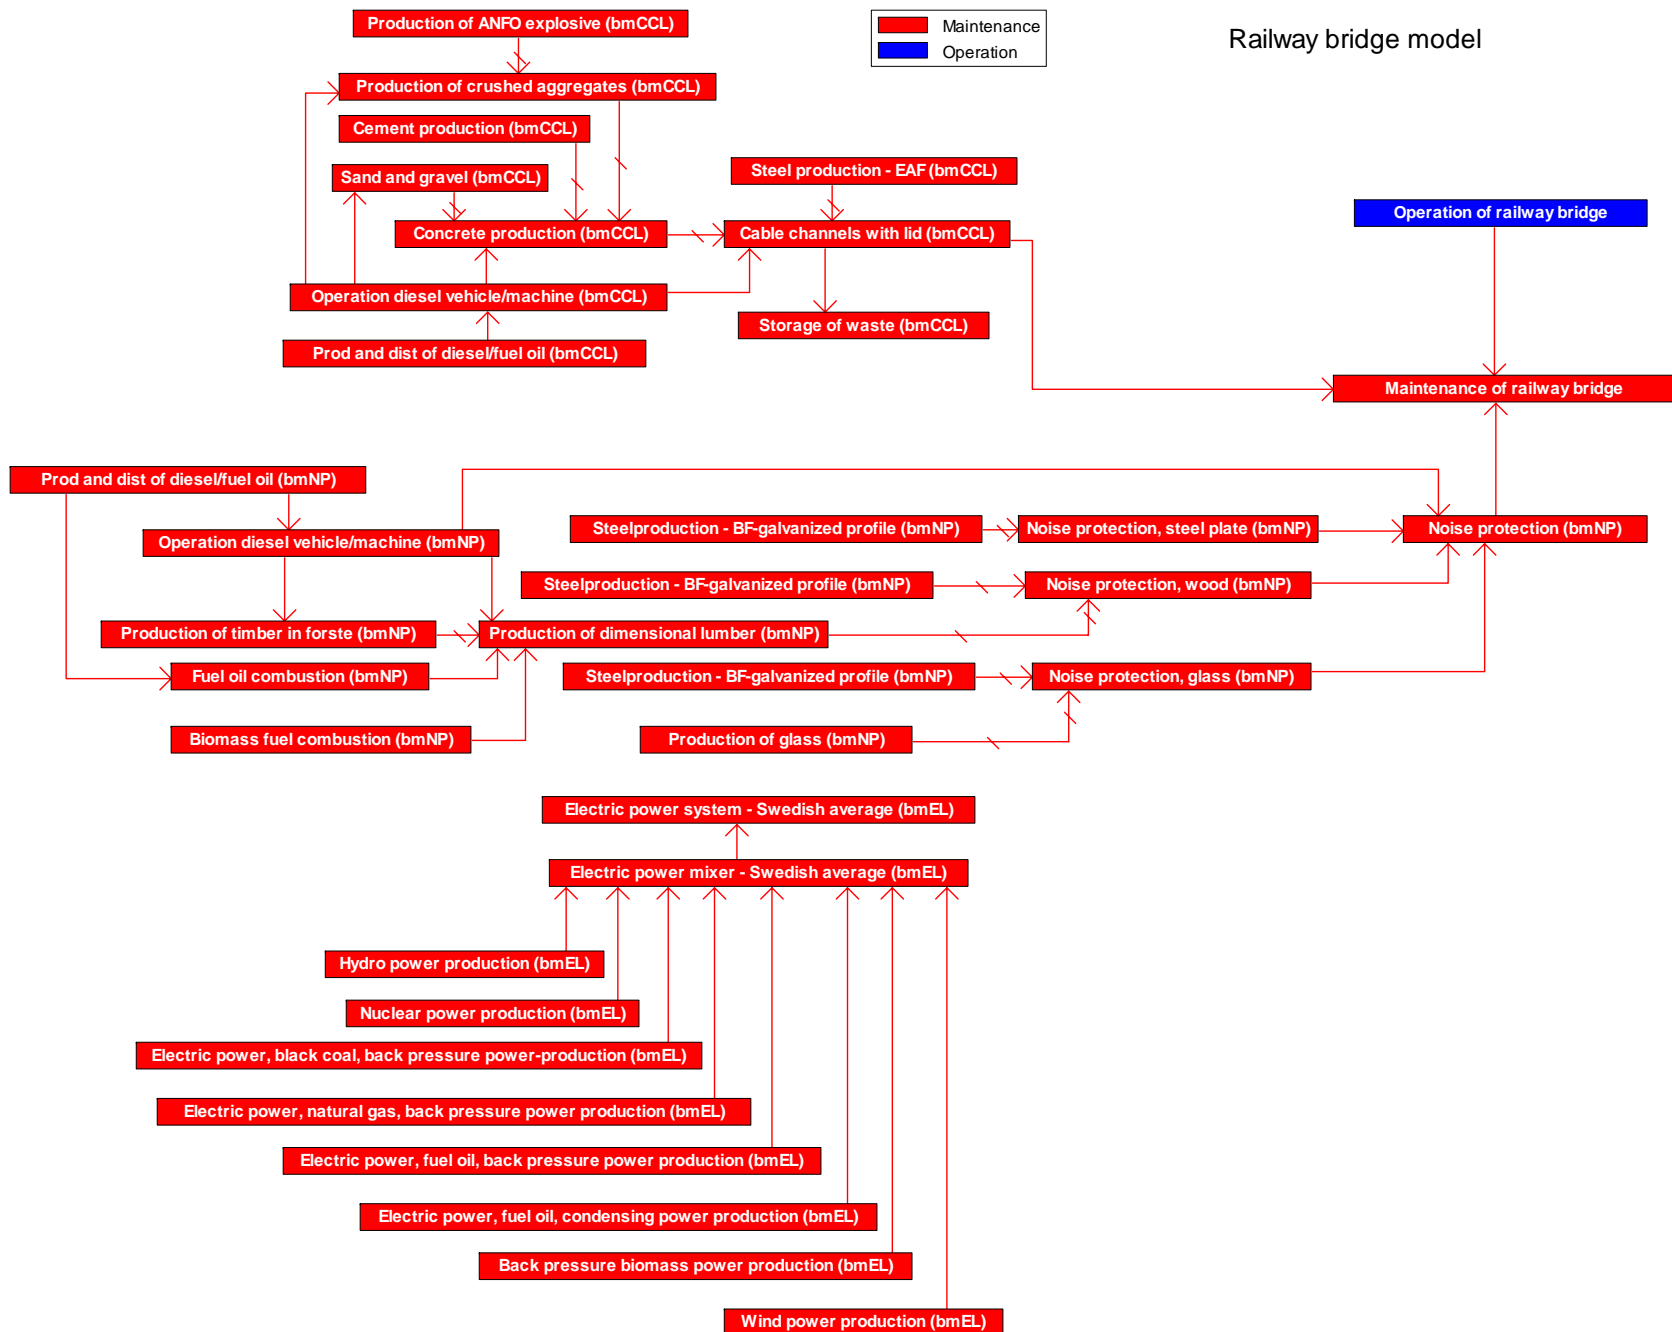 Production of ANFO explosive (bmCCL)
Maintenance
Operation
Railway bridge model
Production of crushed aggregates (bmCCL)
Cement production (bmCCL)
Sand and gravel (bmCCL)
Steel production - EAF (bmCCL)
Operation of railway bridge
Concrete production (bmCCL)
Cable channels with lid (bmCCL)
Operation diesel vehicle/machine (bmCCL)
Storage of waste (bmCCL)
Prod and dist of diesel/fuel oil (bmCCL)
Maintenance of railway bridge
Prod and dist of diesel/fuel oil (bmNP)
Operation diesel vehicle/machine (bmNP)
Steelproduction - BF-galvanized profile (bmNP)
Noise protection, steel plate (bmNP)
Noise protection (bmNP)
Steelproduction - BF-galvanized profile (bmNP)
Noise protection, wood (bmNP)
Production of timber in forste (bmNP)
Production of dimensional lumber (bmNP)
Fuel oil combustion (bmNP)
Steelproduction - BF-galvanized profile (bmNP)
Noise protection, glass (bmNP)
Biomass fuel combustion (bmNP)
Production of glass (bmNP)
Electric power system - Swedish average (bmEL)
Electric power mixer - Swedish average (bmEL)
Hydro power production (bmEL)
Nuclear power production (bmEL)
Electric power, black coal, back pressure power-production (bmEL)
Electric power, natural gas, back pressure power production (bmEL)
Electric power, fuel oil, back pressure power production (bmEL)
Electric power, fuel oil, condensing power production (bmEL)
Back pressure biomass power production (bmEL)
Wind power production (bmEL)